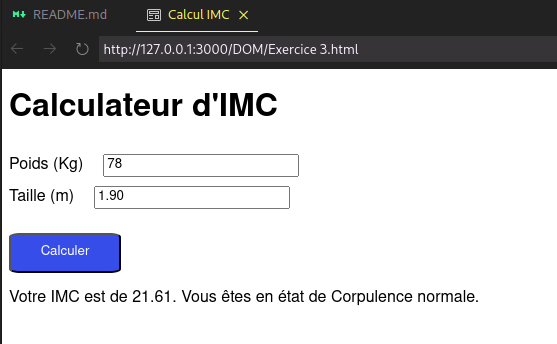 README.md
Calcul IMC
http://127.0.0.1:3000/DOM/Exercice 3.html
Calculateur d'IMC
Poids (Kg) 78
Taille (m) 1.90
Calculer
Votre IMC est de 21.61. Vous êtes en état de Corpulence normale.